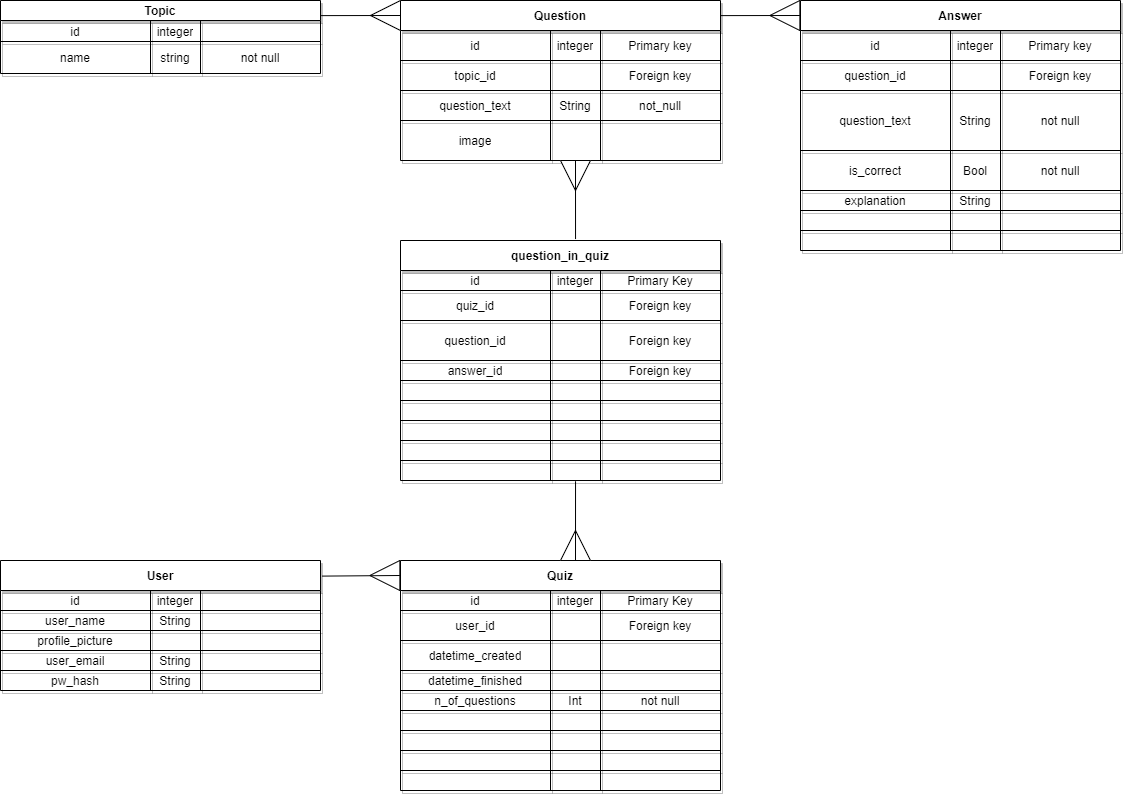 Topic
id integer
name string not null
Question
id integer Primary key
topic_id Foreign key
question_text String not_null
image
Answer
id integer Primary key
question_id Foreign key
question_text String not null
is_correct Bool not null
explanation String
question_in_quiz
id integer Primary Key
quiz_id Foreign key
question_id Foreign key
answer_id Foreign key
User
id integer
user_name String
profile_picture
user_email String
pw_hash String
Quiz
id integer Primary Key
user_id Foreign key
datetime_created
datetime_finished
n_of_questions Int not null